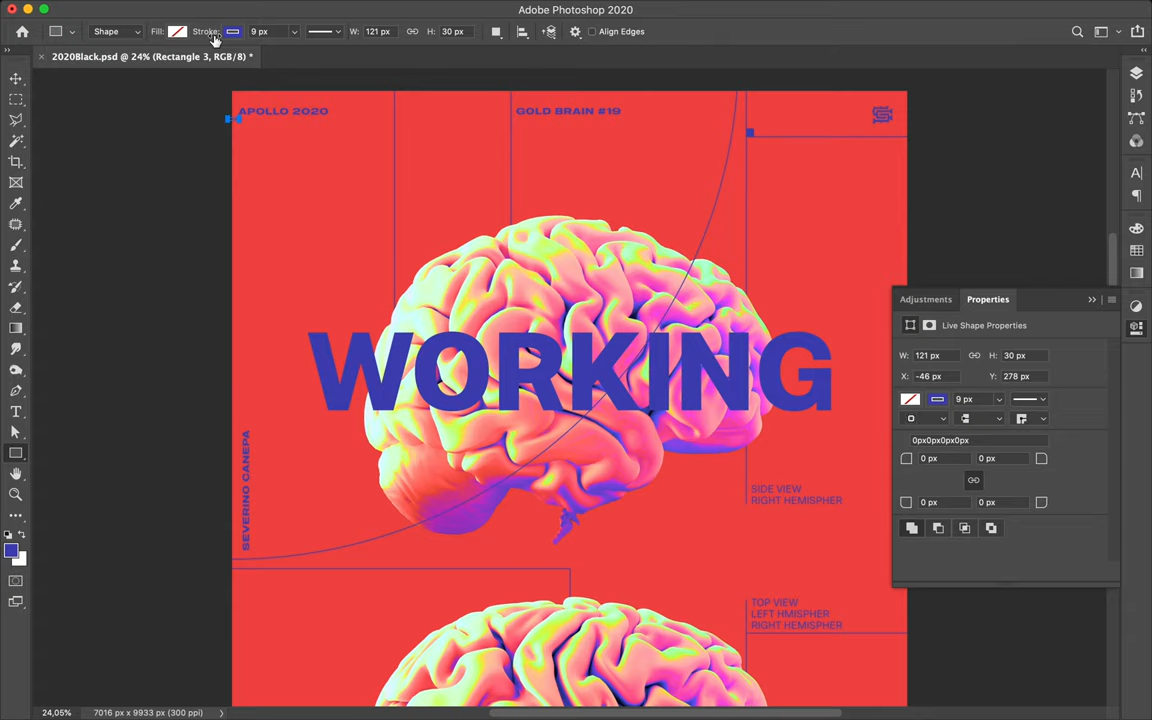 Adobe Photoshop 2020
Shape
Fill:
Stroke:
9 px
W: 121 px
H: 30 px
Align Edges
2020Black.psd @ 24% (Rectangle 3, RGB/8) *
APOLLO 2020
GOLD BRAIN #19
WORKING
SEVERINO CANEPA
SIDE VIEW
RIGHT HEMISPHER
TOP VIEW
LEFT HMISPHER
RIGHT HEMISPHER
Adjustments
Properties
Live Shape Properties
W: 121 px
H: 30 px
X: -46 px
Y: 278 px
9 px
0px0px0px0px
0 px
0 px
0 px
0 px
24,05%
7016 px x 9933 px (300 ppi)